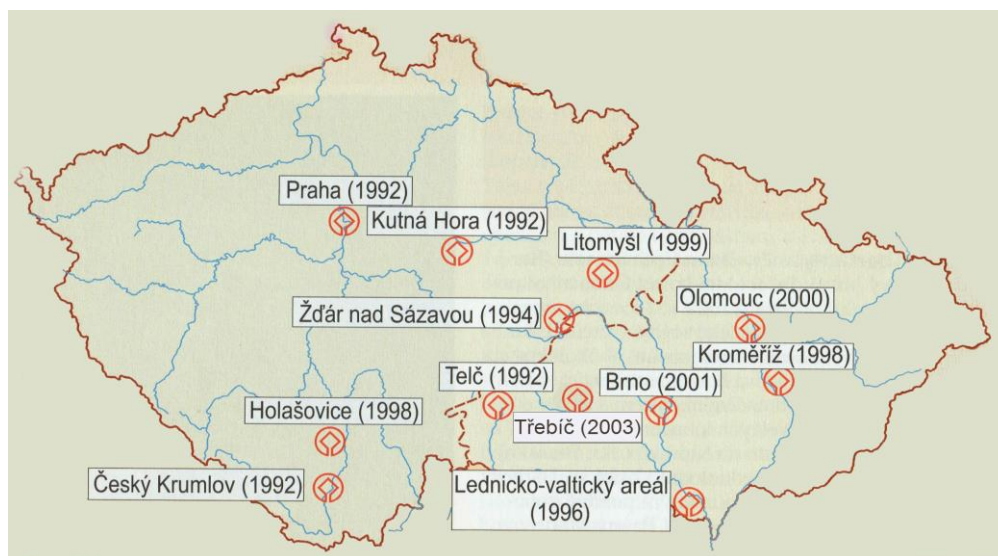 Praha (1992)
Kutná Hora (1992)
Litomyšl (1999)
Olomouc (2000)
Žďár nad Sázavou (1994)
Kroměříž (1998)
Telč (1992)
Brno (2001)
Holašovice (1998)
Třebíč (2003)
Český Krumlov (1992)
Lednicko-valtický areál
(1996)